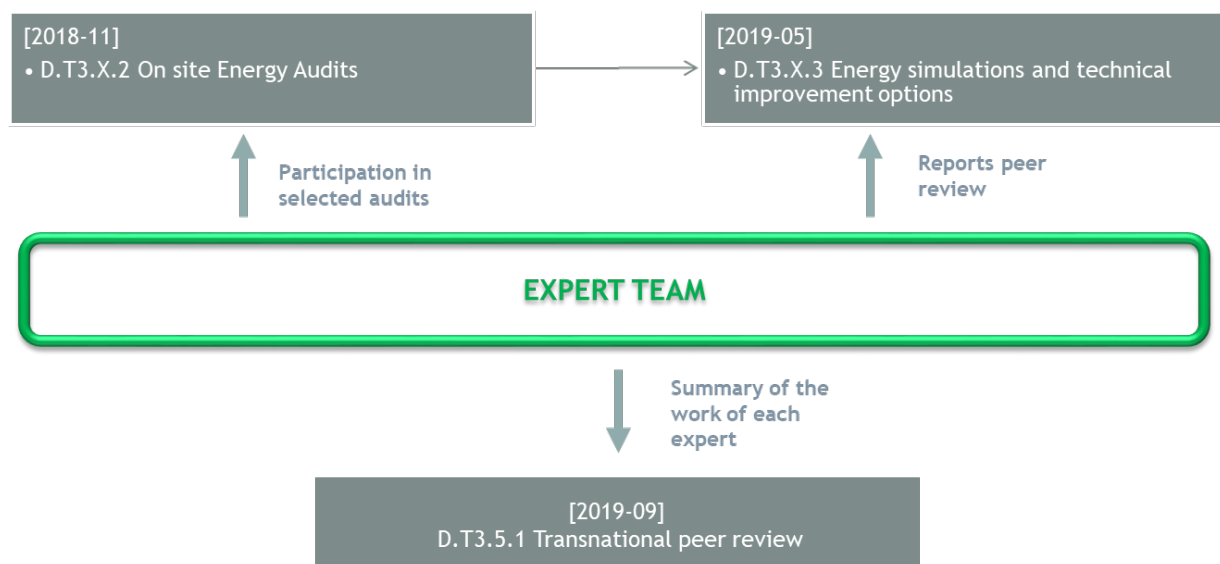 [2018-11]
• D.T3.X.2 On site Energy Audits
[2019-05]
• D.T3.X.3 Energy simulations and technical
improvement options
Participation in
selected audits
Reports peer
review
EXPERT TEAM
Summary of the
work of each
expert
[2019-09]
D.T3.5.1 Transnational peer review